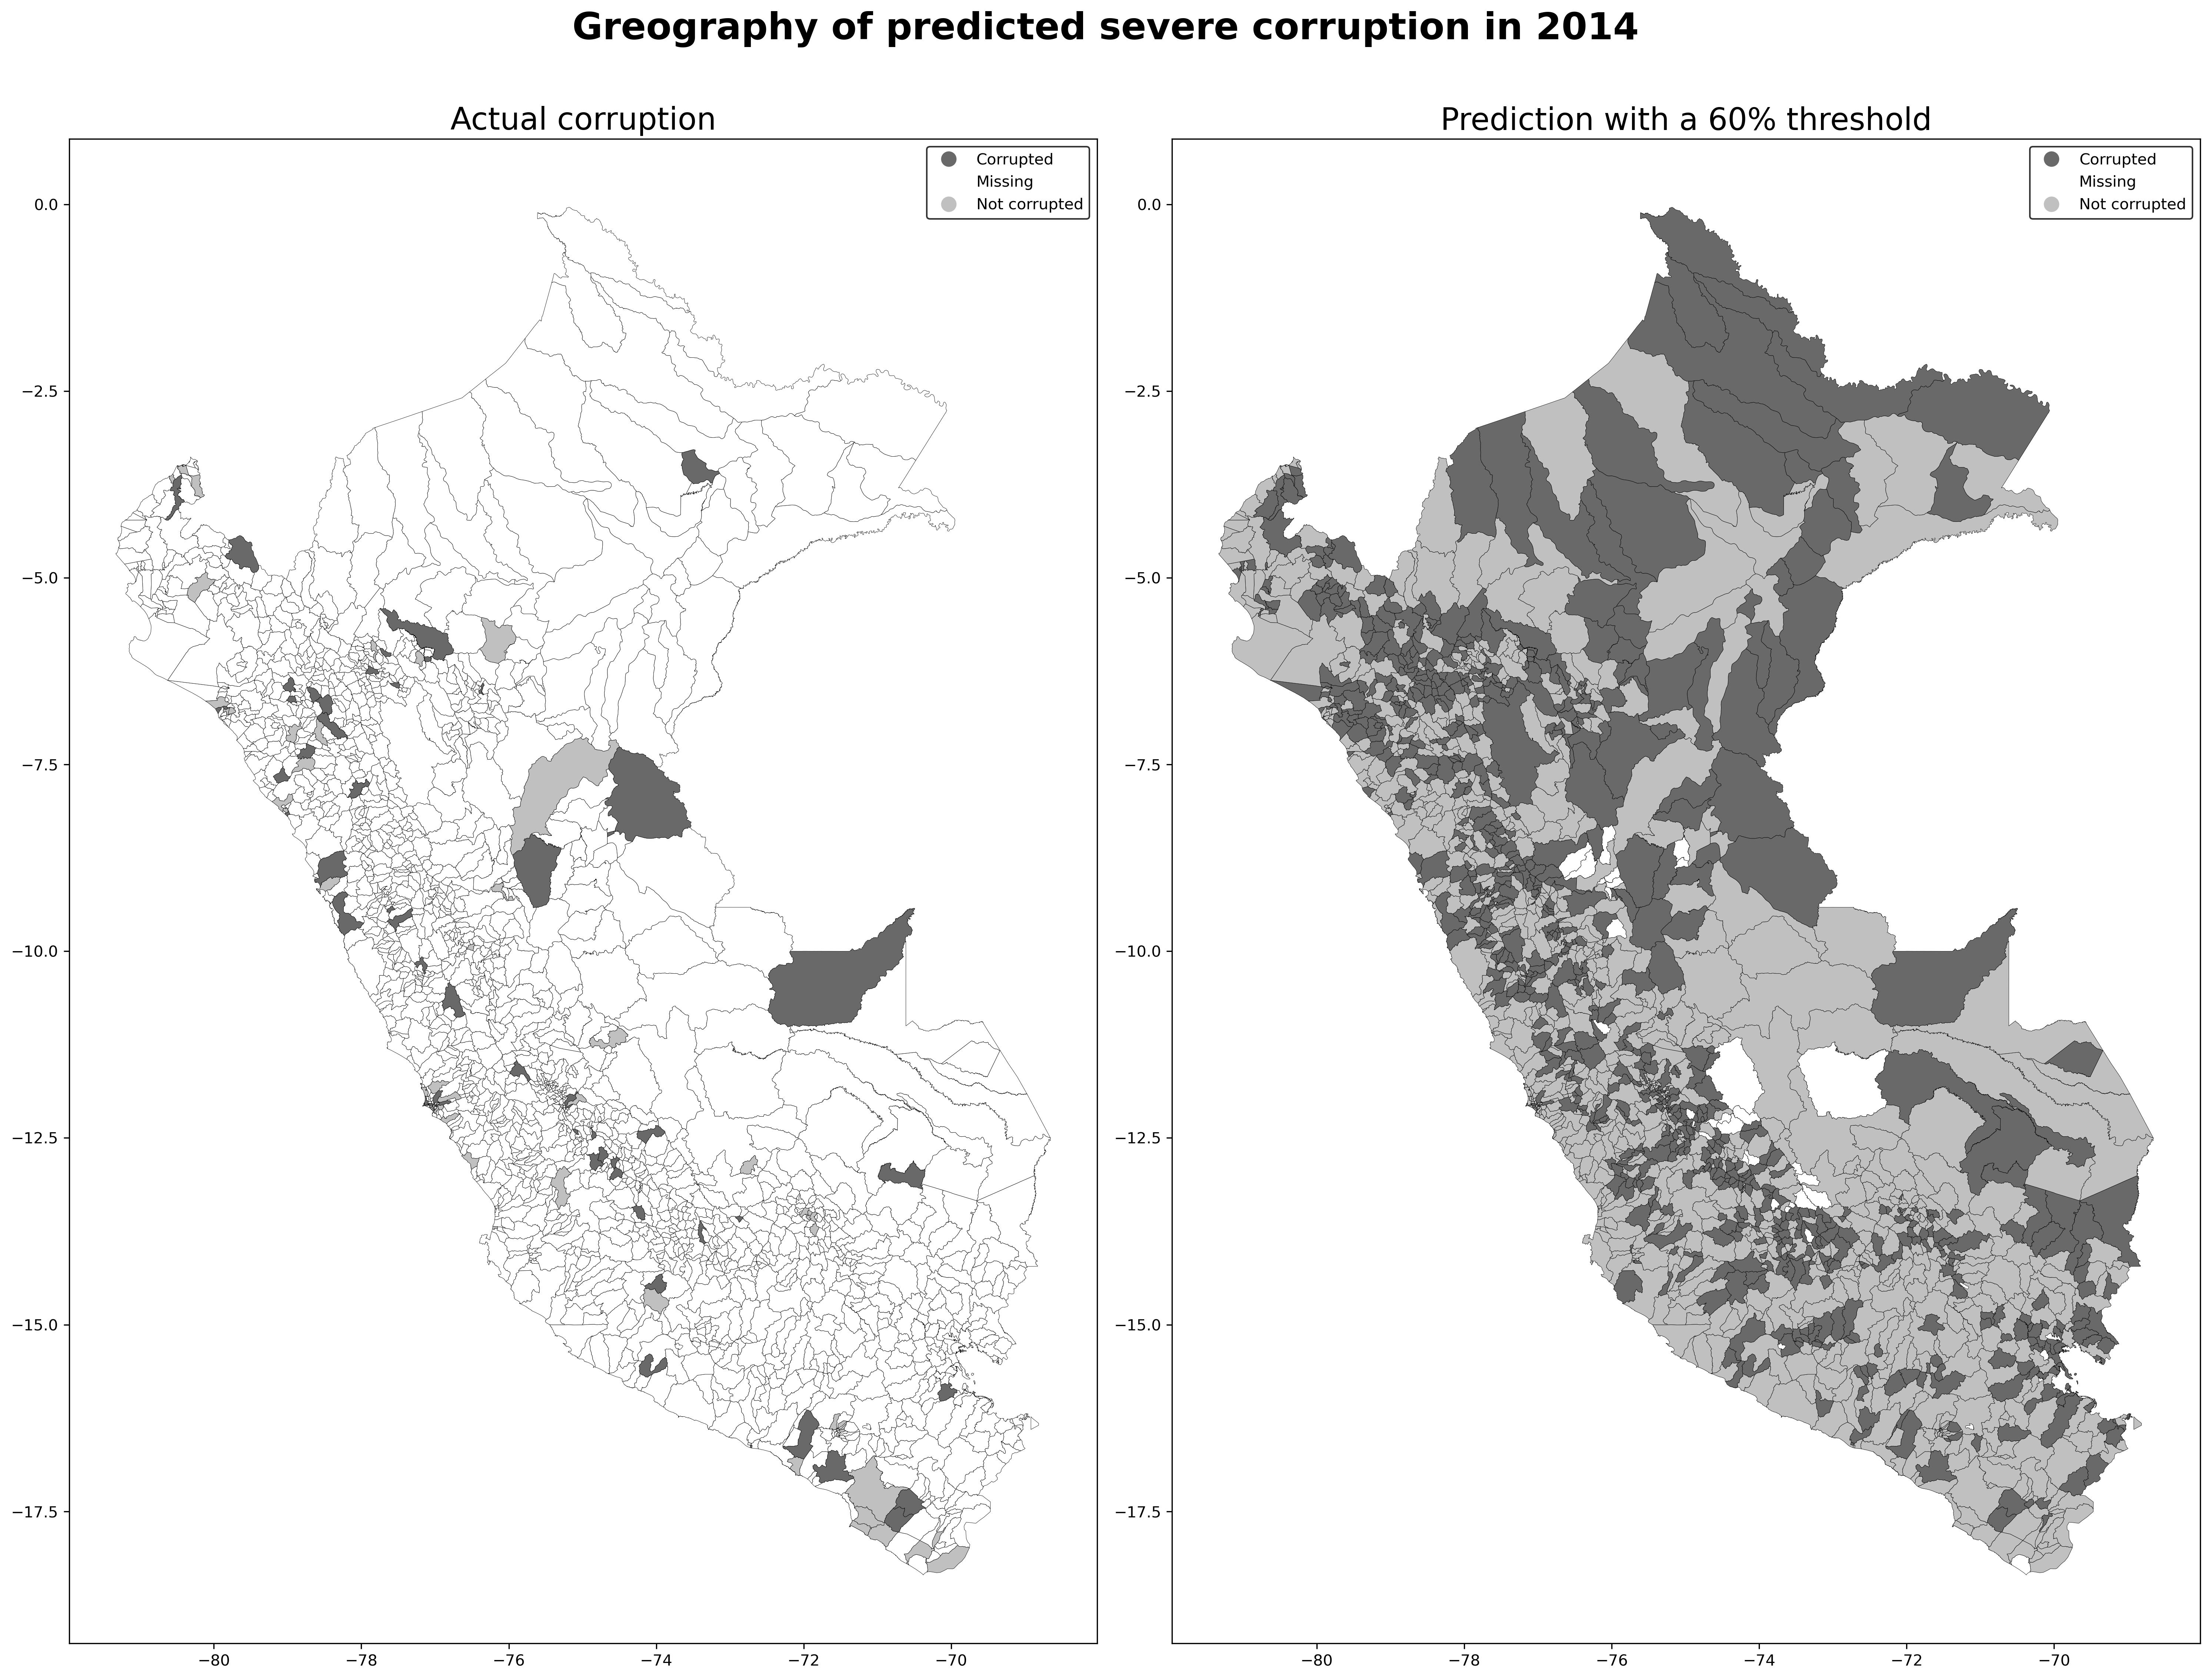 Greography of predicted severe corruption in 2014
Actual corruption
Prediction with a 60% threshold
Corrupted
Missing
Not corrupted
Corrupted
Missing
Not corrupted
0.0
−2.5
−5.0
−7.5
−10.0
−12.5
−15.0
−17.5
0.0
−2.5
−5.0
−7.5
−10.0
−12.5
−15.0
−17.5
−80 −78 −76 −74 −72 −70
−80 −78 −76 −74 −72 −70